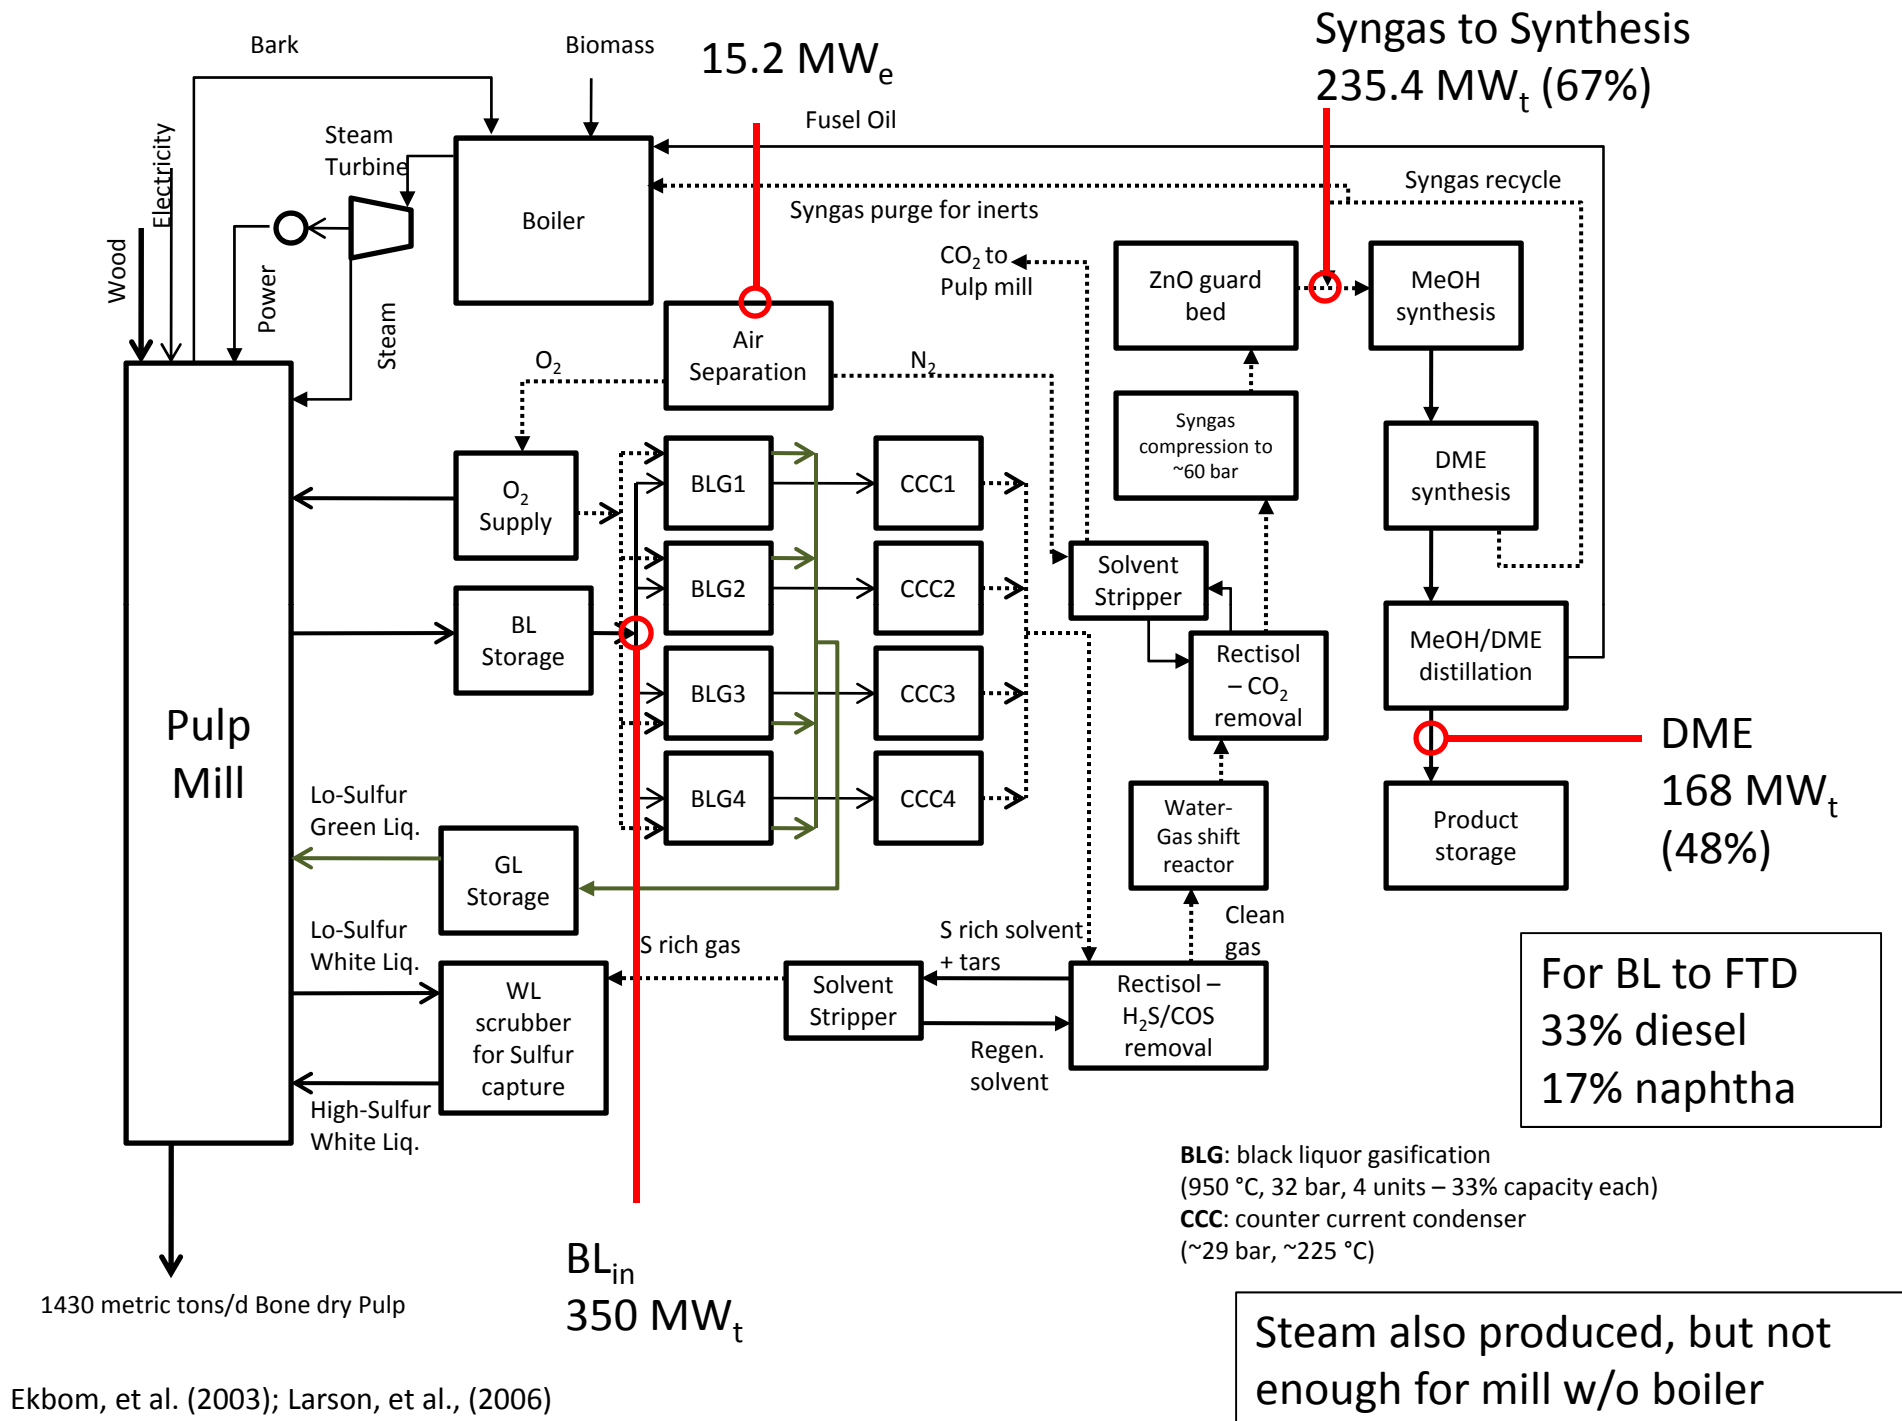 Bark
Biomass
15.2 MWₑ
Syngas to Synthesis
235.4 MWₜ (67%)
Fusel Oil
Steam
Turbine
Electricity
Wood
Boiler
Syngas recycle
Syngas purge for inerts
Power
Steam
CO₂ to
Pulp mill
ZnO guard
bed
MeOH
synthesis
Air
Separation
O₂
N₂
Syngas
compression to
~60 bar
DME
synthesis
O₂
Supply
BLG1
CCC1
BLG2
CCC2
Solvent
Stripper
BL
Storage
BLG3
CCC3
Rectisol
– CO₂
removal
MeOH/DME
distillation
Pulp
Mill
DME
168 MWₜ
(48%)
BLG4
CCC4
Water-
Gas shift
reactor
Product
storage
Lo-Sulfur
Green Liq.
GL
Storage
Clean
gas
Lo-Sulfur
White Liq.
S rich gas
S rich solvent
+ tars
WL
scrubber
for Sulfur
capture
Solvent
Stripper
Rectisol –
H₂S/COS
removal
Regen.
solvent
High-Sulfur
White Liq.
For BL to FTD
33% diesel
17% naphtha
BLG: black liquor gasification
(950 °C, 32 bar, 4 units – 33% capacity each)
CCC: counter current condenser
(~29 bar, ~225 °C)
BLᵢₙ
350 MWₜ
1430 metric tons/d Bone dry Pulp
Steam also produced, but not
enough for mill w/o boiler
Ekbom, et al. (2003); Larson, et al., (2006)